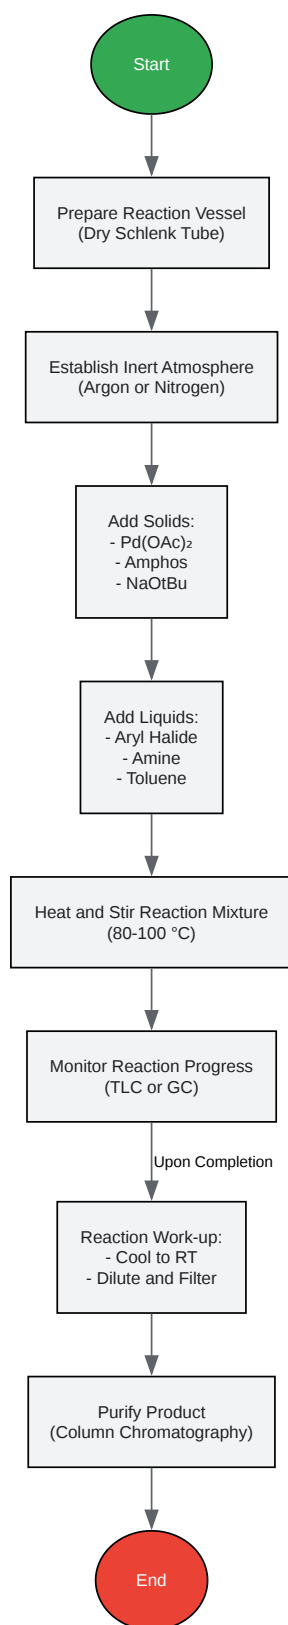 Start
Prepare Reaction Vessel
(Dry Schlenk Tube)
Establish Inert Atmosphere
(Argon or Nitrogen)
Add Solids:
- Pd(OAc)₂
- Amphos
- NaOtBu
Add Liquids:
- Aryl Halide
- Amine
- Toluene
Heat and Stir Reaction Mixture
(80-100 °C)
Monitor Reaction Progress
(TLC or GC)
Upon Completion
Reaction Work-up:
- Cool to RT
- Dilute and Filter
Purify Product
(Column Chromatography)
End